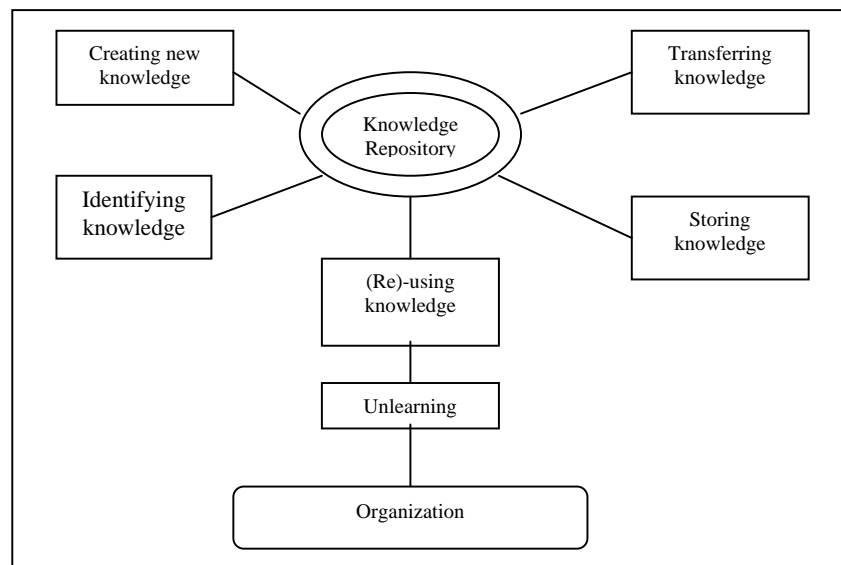 Creating new
knowledge
Transferring
knowledge
Knowledge
Repository
Identifying
knowledge
Storing
knowledge
(Re)-using
knowledge
Unlearning
Organization